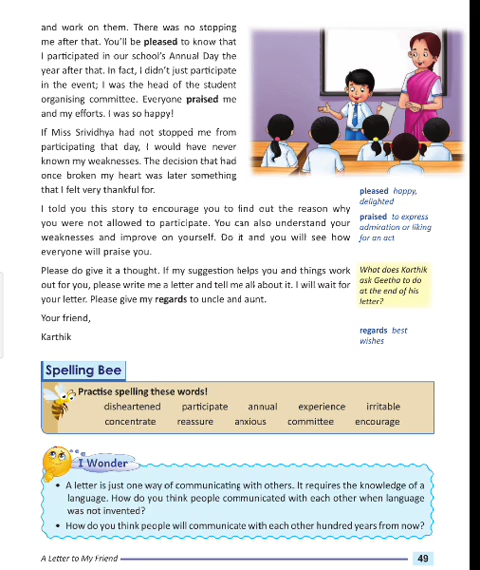 and work on them. There was no stopping
me after that. You'll be pleased to know that
I participated in our school's Annual Day the
year after that. In fact, I didn't just participate
in the event; I was the head of the student
organising committee. Everyone praised me
and my efforts. I was so happy!
If Miss Srividhya had not stopped me from
participating that day, I would have never
known my weaknesses. The decision that had
once broken my heart was later something
that I felt very thankful for.
I told you this story to encourage you to find out the reason why
you were not allowed to participate. You can also understand your
weaknesses and improve on yourself. Do it and you will see how
everyone will praise you.
Please do give it a thought. If my suggestion helps you and things work
out for you, please write me a letter and tell me all about it. I will wait for
your letter. Please give my regards to uncle and aunt.
Your friend,
Karthik
pleased happy,
delighted
praised to express
admiration or liking
for an act
What does Karthik
ask Geetha to do
at the end of his
letter?
regards best
wishes
Spelling Bee
Practise spelling these words!
disheartened participate annual experience irritable
concentrate reassure anxious committee encourage
I Wonder
• A letter is just one way of communicating with others. It requires the knowledge of a
language. How do you think people communicated with each other when language
was not invented?
• How do you think people will communicate with each other hundred years from now?
A Letter to My Friend
49